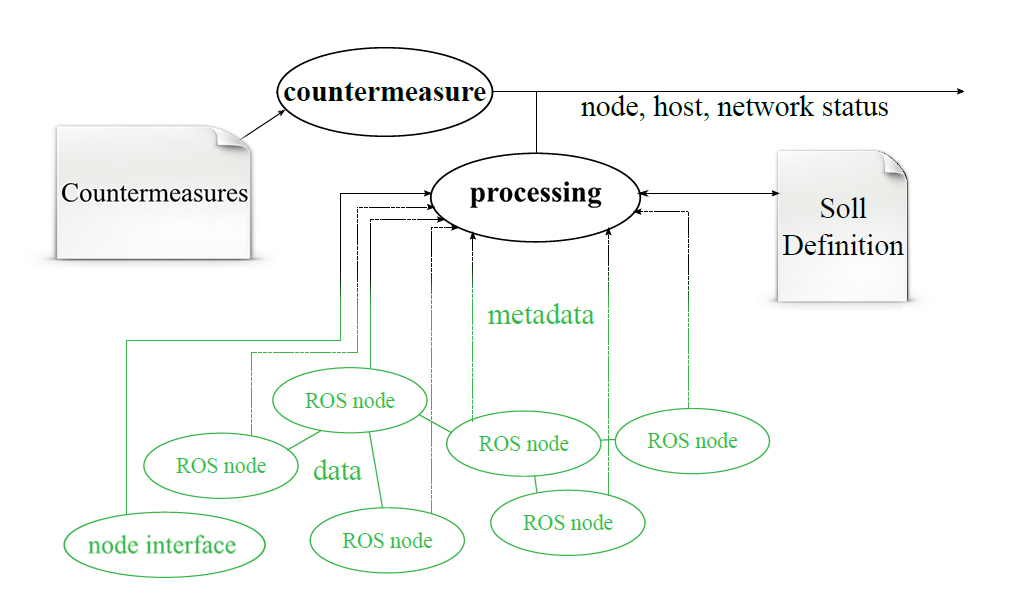 countermeasure
node, host, network status
Countermeasures
processing
Soll
Definition
metadata
ROS node
ROS node
ROS node
ROS node
data
ROS node
ROS node
node interface